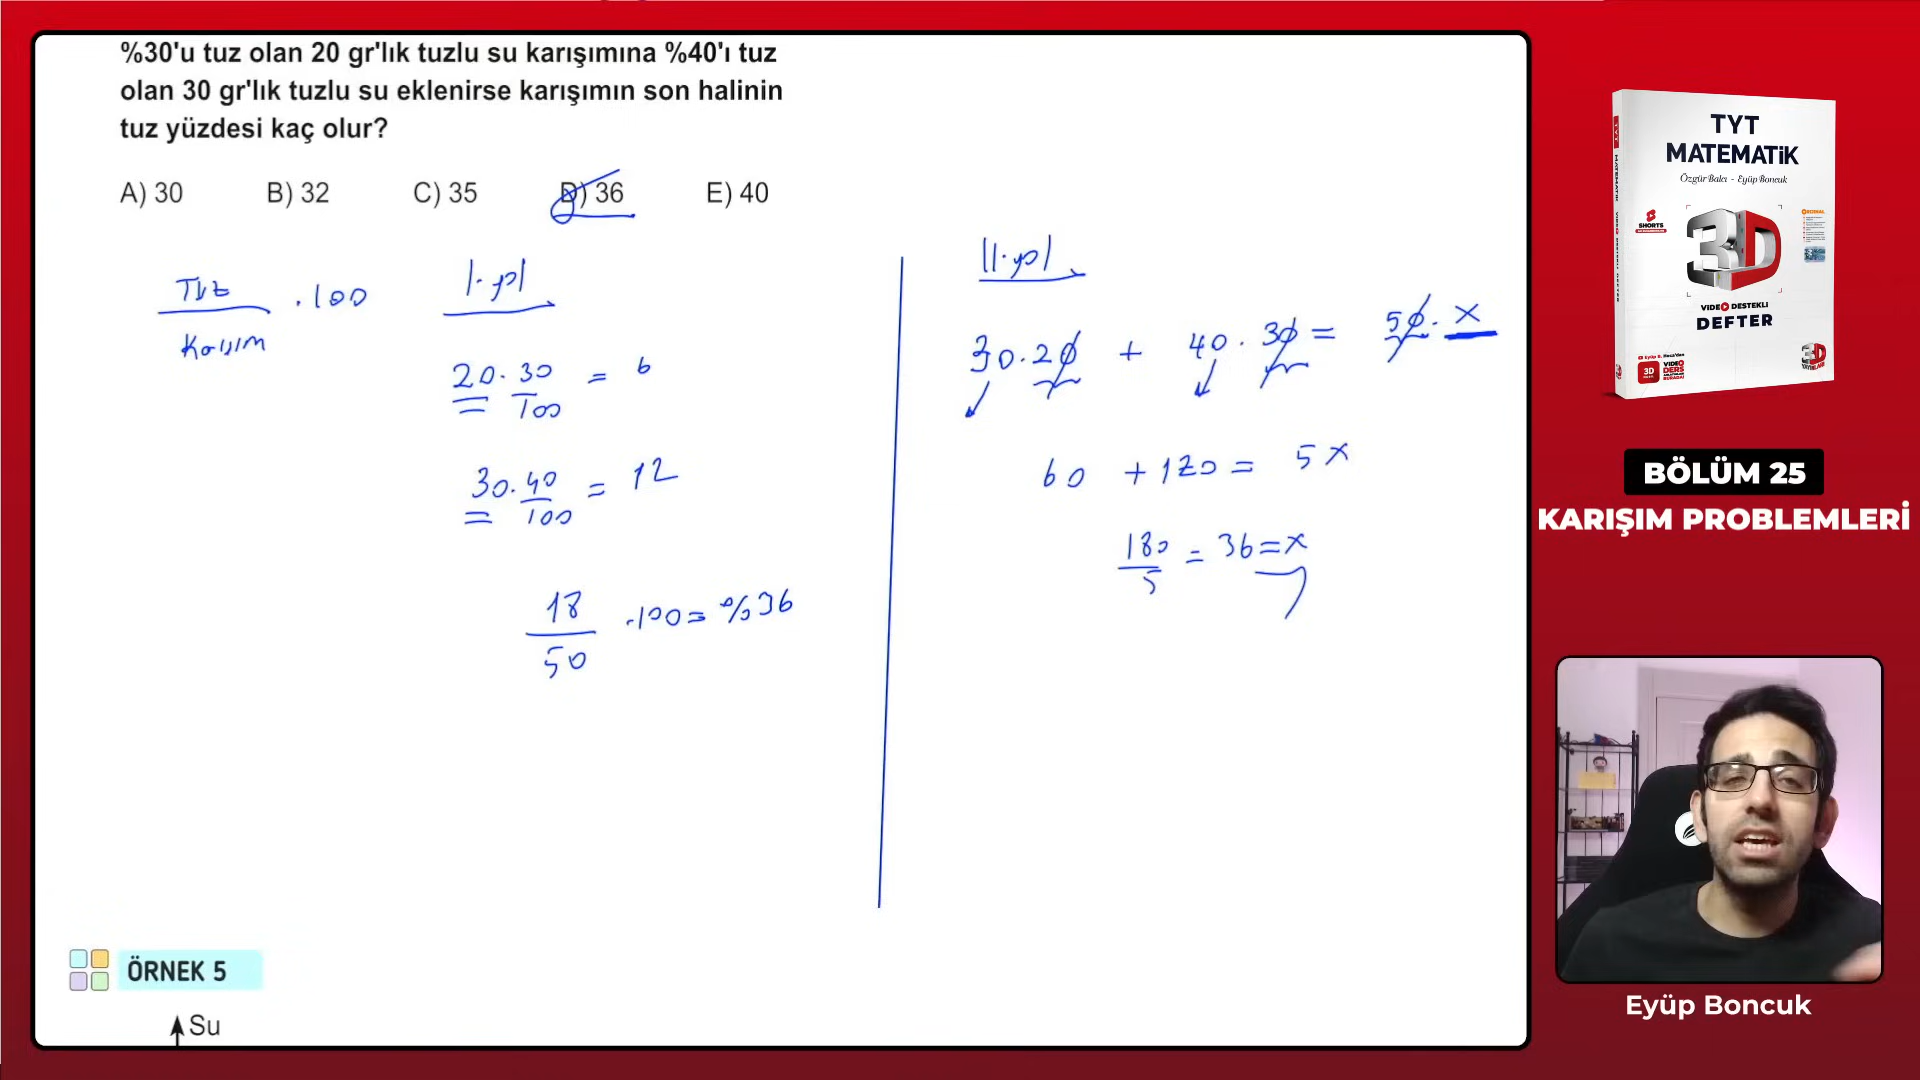 %30'u tuz olan 20 gr'lık tuzlu su karışımına %40'ı tuz
olan 30 gr'lık tuzlu su eklenirse karışımın son halinin
tuz yüzdesi kaç olur?
A) 30 B) 32 C) 35 D) 36 E) 40
Tuz / Karışım . 100
I. yol
20 . 30/100 = 6
30 . 40/100 = 12
18/50 . 100 = %36
II. yol
30 . 20 + 40 . 30 = 50 . x
60 + 120 = 5x
180/5 = 36 = x
ÖRNEK 5
Su
TYT
MATEMATİK
Özgür Balcı - Eyüp Boncuk
SHORTS
3D
VIDEO DESTEKLİ
DEFTER
BÖLÜM 25
KARIŞIM PROBLEMLERİ
Eyüp Boncuk